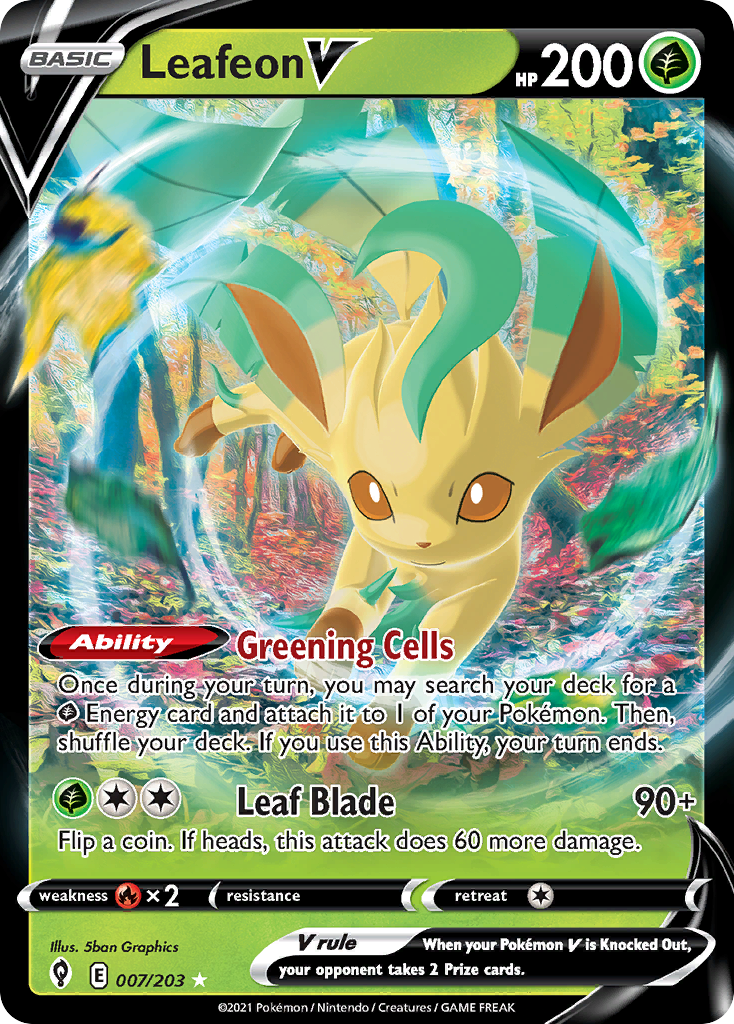 BASIC Leafeon V HP 200
Ability Greening Cells
Once during your turn, you may search your deck for a
Energy card and attach it to 1 of your Pokémon. Then,
shuffle your deck. If you use this Ability, your turn ends.
Leaf Blade 90+
Flip a coin. If heads, this attack does 60 more damage.
weakness ×2 resistance retreat
Illus. 5ban Graphics
V rule When your Pokémon V is Knocked Out,
your opponent takes 2 Prize cards.
E 007/203
©2021 Pokémon / Nintendo / Creatures / GAME FREAK